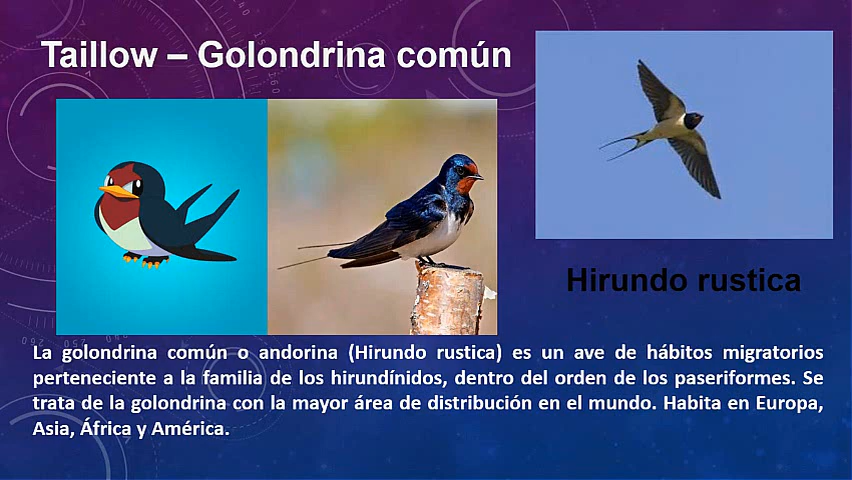 Taillow – Golondrina común
Hirundo rustica
La golondrina común o andorina (Hirundo rustica) es un ave de hábitos migratorios
perteneciente a la familia de los hirundínidos, dentro del orden de los paseriformes. Se
trata de la golondrina con la mayor área de distribución en el mundo. Habita en Europa,
Asia, África y América.